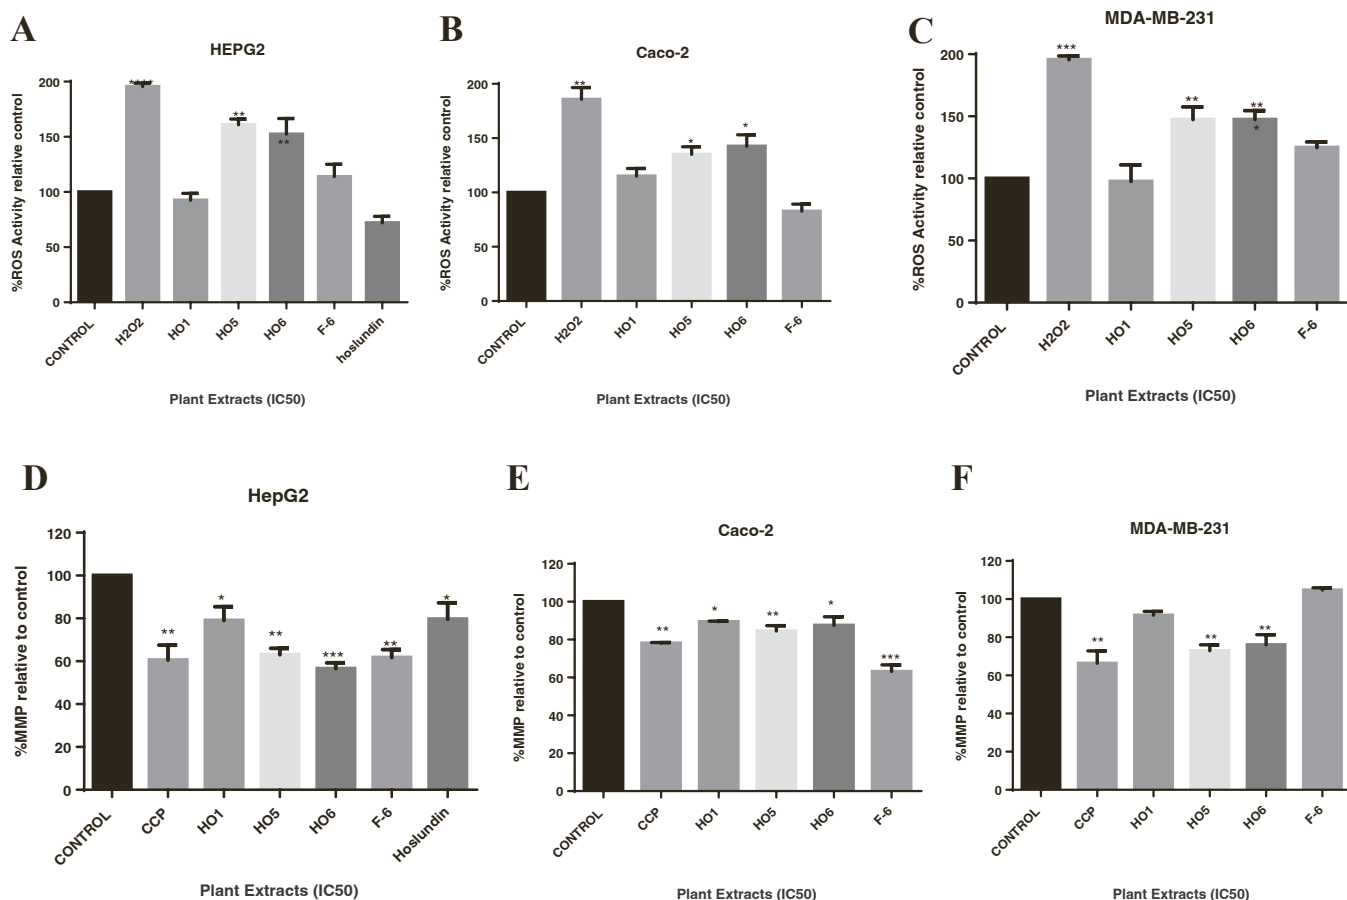 A
HEPG2
%ROS Activity relative control
200
150
100
50
0
****
**
**
CONTROL
H2O2
HO1
HO5
HO6
F-6
hoslundin
Plant Extracts (IC50)
B
Caco-2
%ROS Activity relative control
200
150
100
50
0
**
*
*
CONTROL
H2O2
HO1
HO5
HO6
F-6
Plant Extracts (IC50)
C
MDA-MB-231
%ROS Activity relative control
200
150
100
50
0
***
**
**
*
CONTROL
H2O2
HO1
HO5
HO6
F-6
Plant Extracts (IC50)
D
HepG2
%MMP relative to control
120
100
80
60
40
20
0
**
*
**
***
**
*
CONTROL
CCP
HO1
HO5
HO6
F-6
Hoslundin
Plant Extracts (IC50)
E
Caco-2
%MMP relative to control
120
100
80
60
40
20
0
**
*
**
*
***
CONTROL
CCP
HO1
HO5
HO6
F-6
Plant Extracts (IC50)
F
MDA-MB-231
%MMP relative to control
120
100
80
60
40
20
0
**
**
**
CONTROL
CCP
HO1
HO5
HO6
F-6
Plant Extracts (IC50)